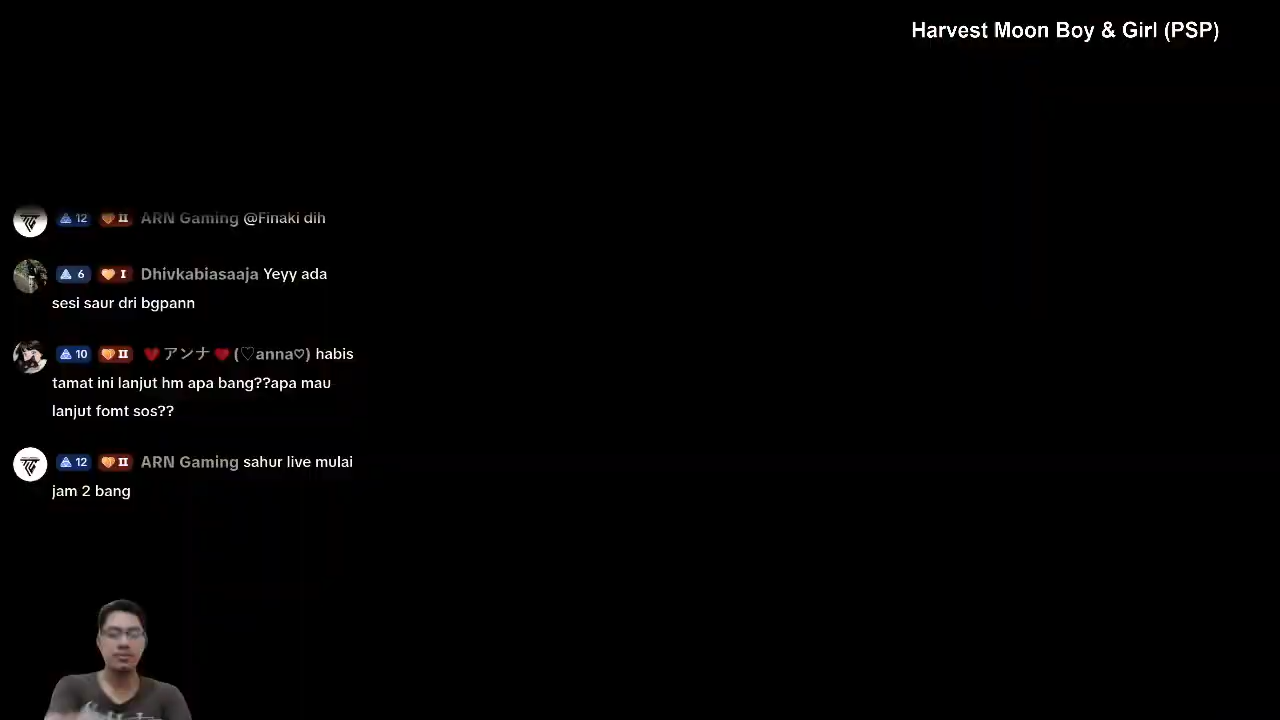 Harvest Moon Boy & Girl (PSP)
12 II ARN Gaming @Finaki dih
6 I Dhivkabiasaaja Yeyy ada
sesi saur dri bgpann
10 II ❤アンナ❤(♡anna♡) habis
tamat ini lanjut hm apa bang??apa mau
lanjut fomt sos??
12 II ARN Gaming sahur live mulai
jam 2 bang